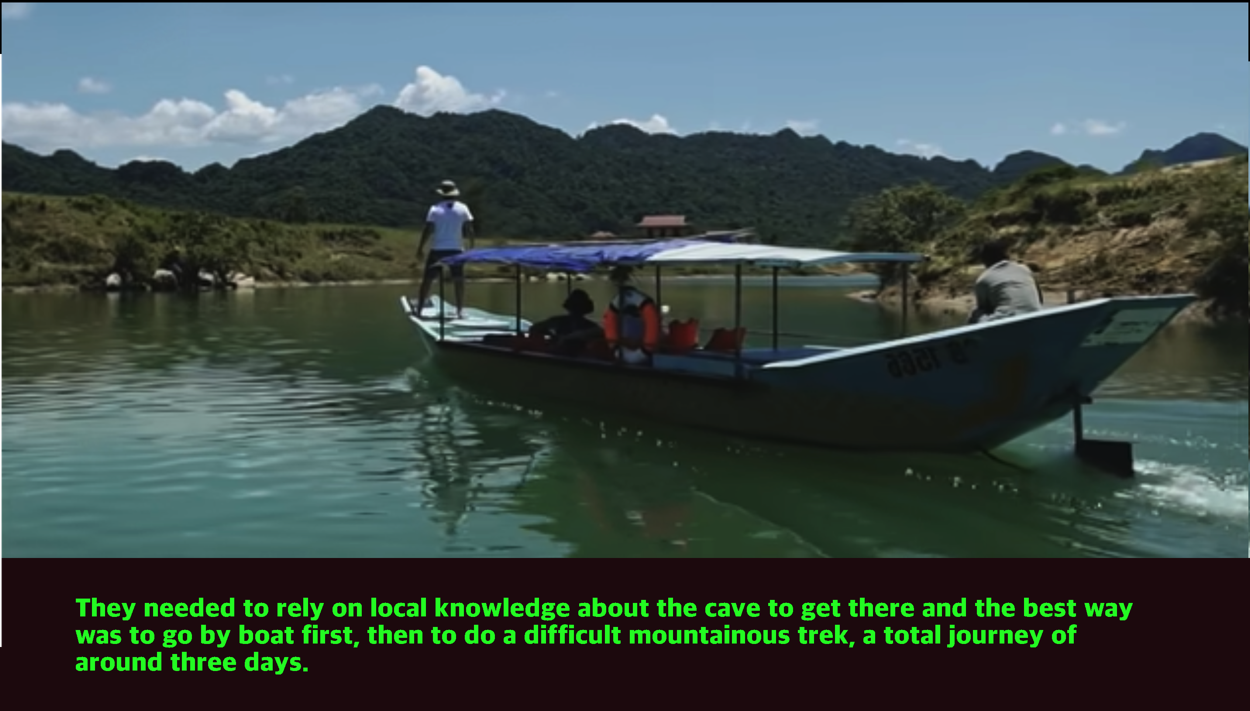 They needed to rely on local knowledge about the cave to get there and the best way
was to go by boat first, then to do a difficult mountainous trek, a total journey of
around three days.